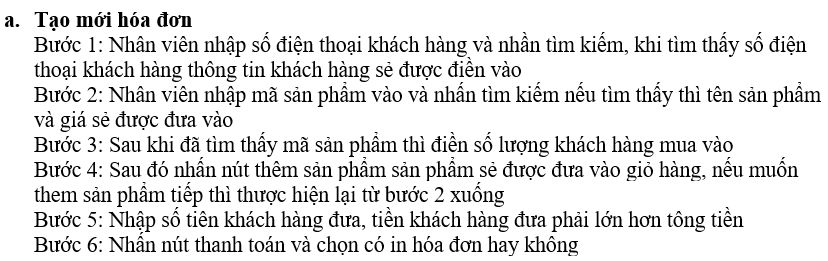 a. Tạo mới hóa đơn
Bước 1: Nhân viên nhập số điện thoại khách hàng và nhần tìm kiếm, khi tìm thấy số điện
thoại khách hàng thông tin khách hàng sẻ được điền vào
Bước 2: Nhân viên nhập mã sản phẩm vào và nhấn tìm kiếm nếu tìm thấy thì tên sản phẩm
và giá sẻ được đưa vào
Bước 3: Sau khi đã tìm thấy mã sản phẩm thì điền số lượng khách hàng mua vào
Bước 4: Sau đó nhấn nút thêm sản phẩm sản phẩm sẻ được đưa vào giỏ hàng, nếu muốn
them sản phẩm tiếp thì thược hiện lại từ bước 2 xuống
Bước 5: Nhập số tiên khách hàng đưa, tiền khách hàng đưa phải lớn hơn tông tiền
Bước 6: Nhấn nút thanh toán và chọn có in hóa đơn hay không